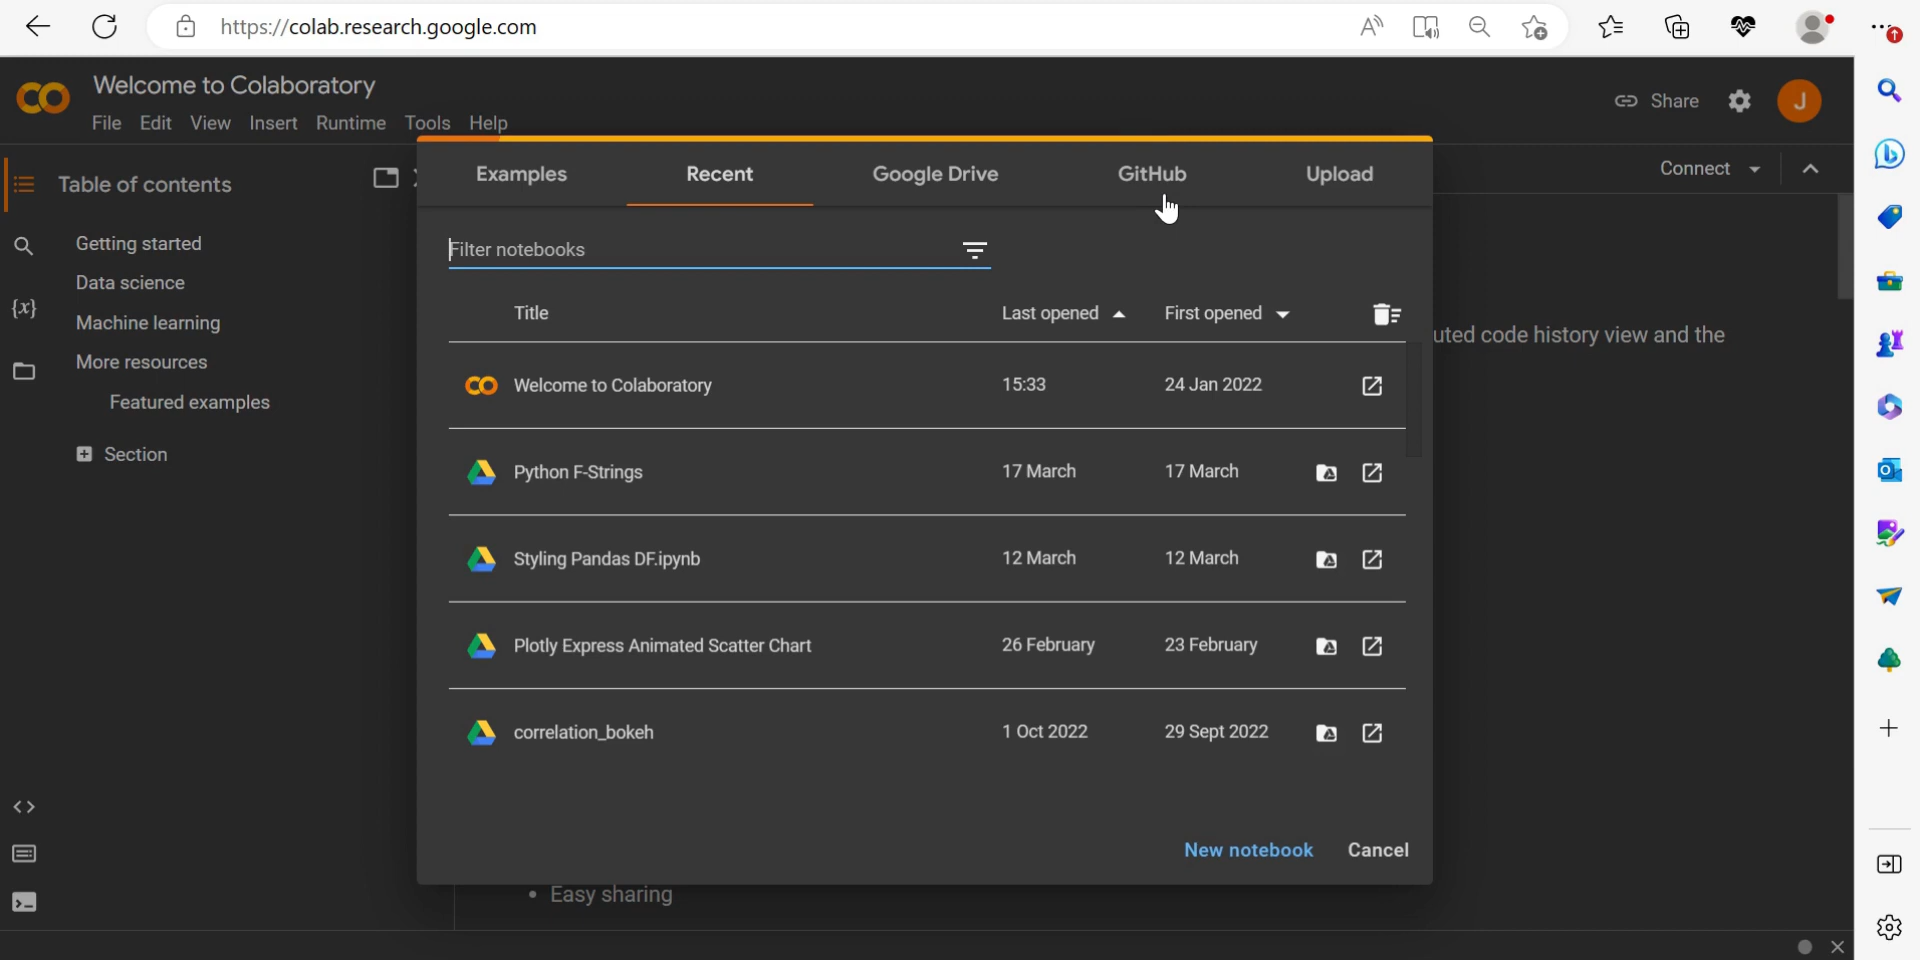 https://colab.research.google.com
Welcome to Colaboratory
File Edit View Insert Runtime Tools Help
Share
J
Table of contents
Getting started
Data science
Machine learning
More resources
Featured examples
Section
Examples Recent Google Drive GitHub Upload
Connect
Filter notebooks
Title Last opened First opened
uted code history view and the
Welcome to Colaboratory 15:33 24 Jan 2022
Python F-Strings 17 March 17 March
Styling Pandas DF.ipynb 12 March 12 March
Plotly Express Animated Scatter Chart 26 February 23 February
correlation_bokeh 1 Oct 2022 29 Sept 2022
New notebook Cancel
• Easy sharing